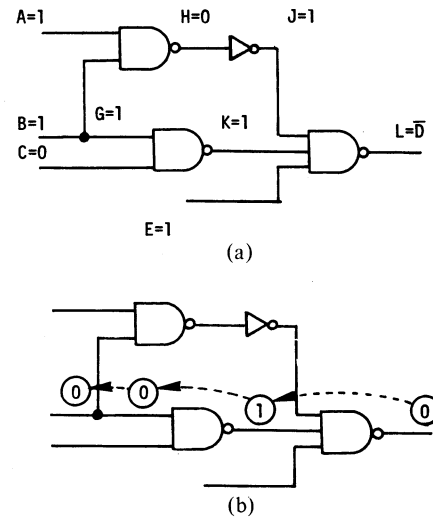 A=1 H=0 J=1
B=1 G=1 K=1 L=D̅
C=0
E=1
(a)
0 0 1 0
(b)